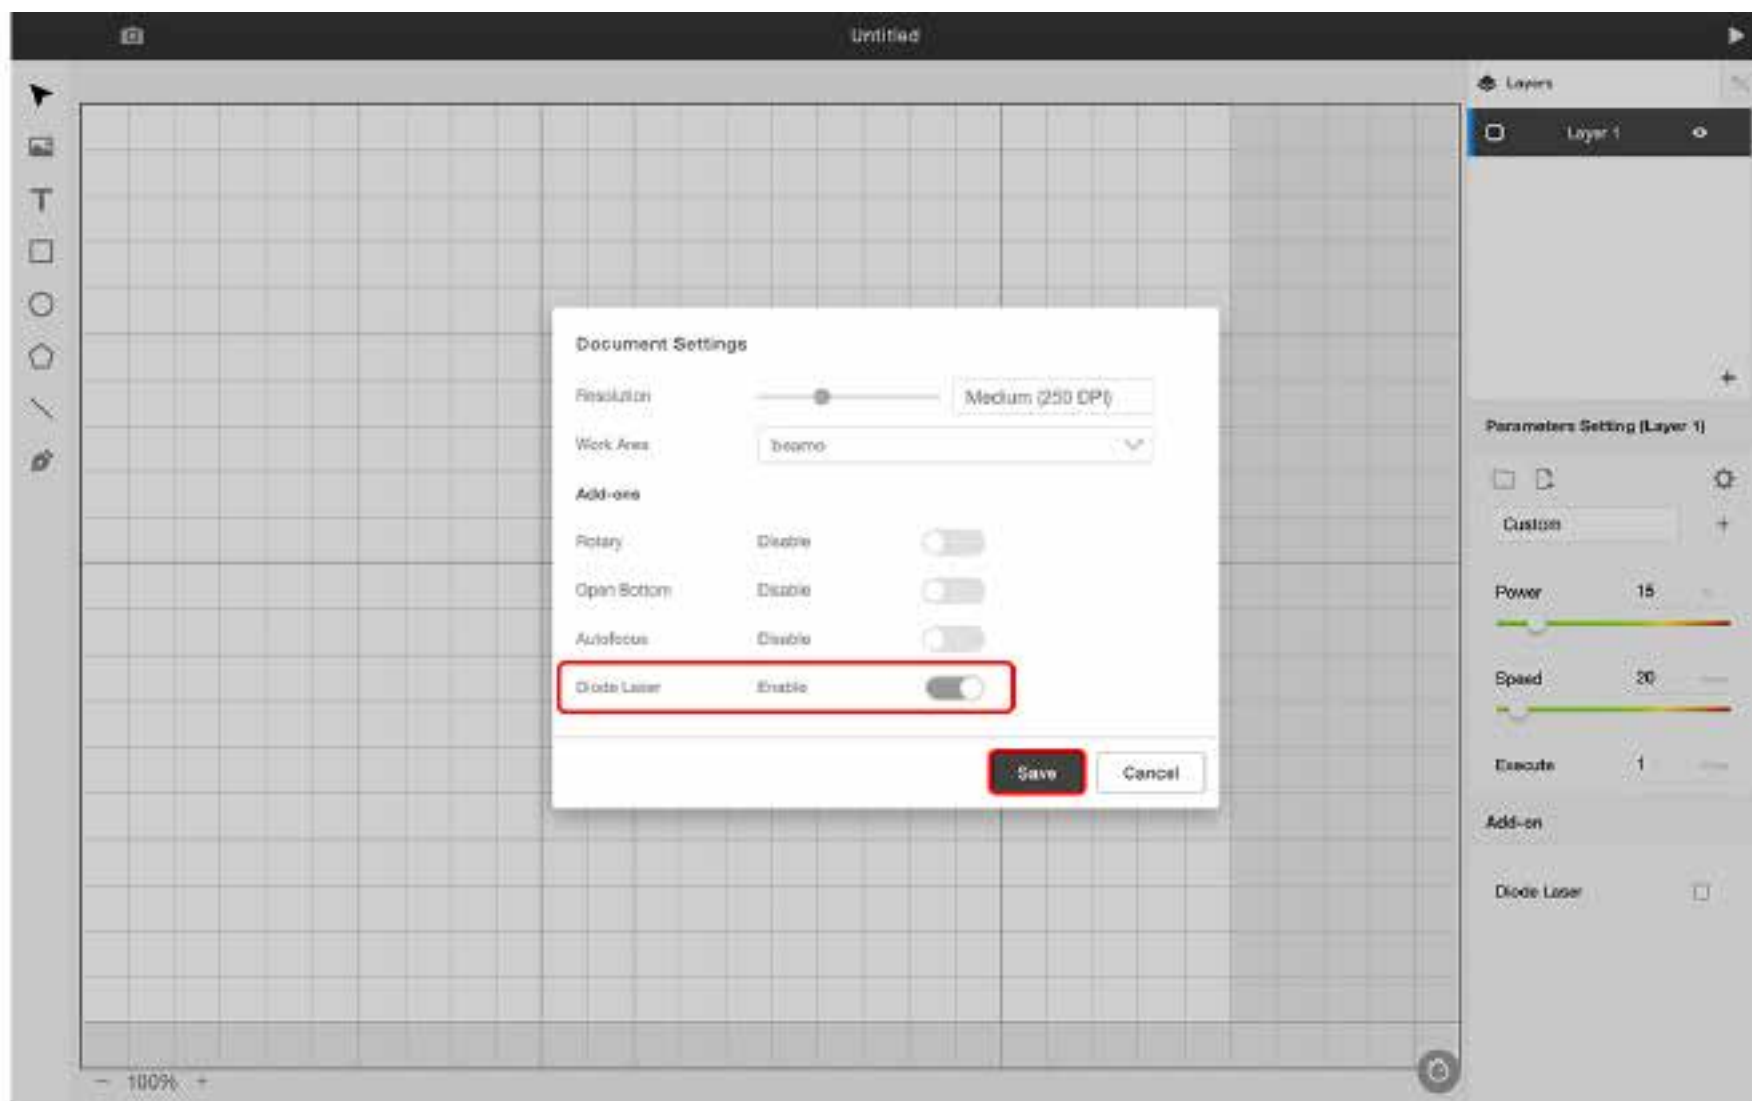 Untitled
Layers
Layer 1
T
Document Settings
Resolution Medium (250 DPI)
Work Area beamo
Add-ons
Rotary Disable
Open Bottom Disable
Autofocus Disable
Diode Laser Enable
Save Cancel
Parameters Setting (Layer 1)
Custom
Power 15
Speed 20
Execute 1
Add-on
Diode Laser
100%